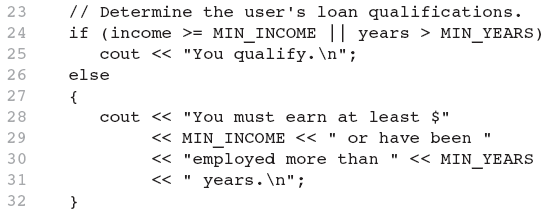 23    // Determine the user's loan qualifications.
24    if (income >= MIN_INCOME || years > MIN_YEARS)
25       cout << "You qualify.\n";
26    else
27    {
28       cout << "You must earn at least $"
29            << MIN_INCOME << " or have been "
30            << "employed more than " << MIN_YEARS
31            << " years.\n";
32    }